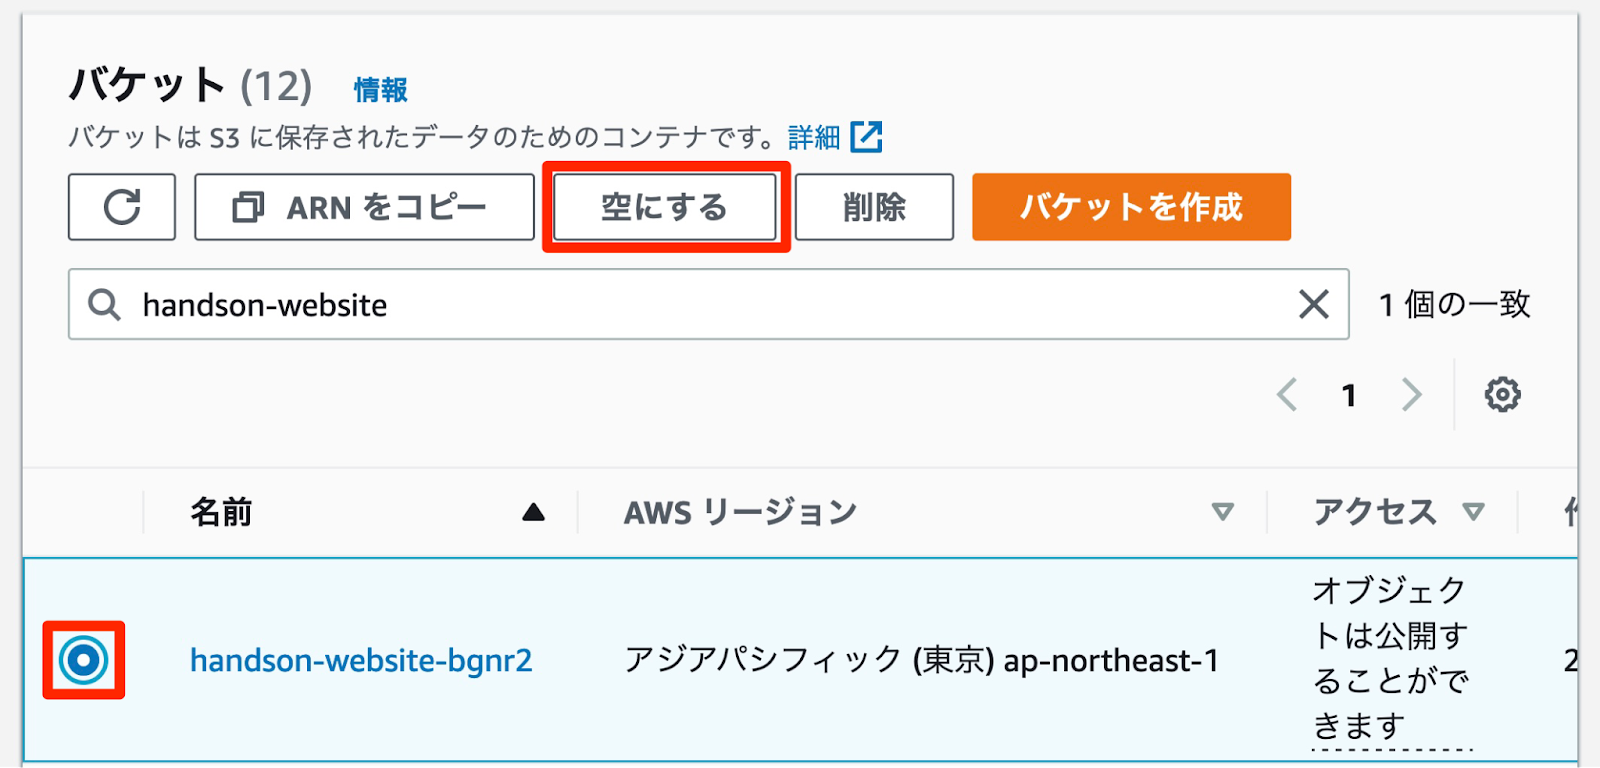 バケット (12) 情報
バケットは S3 に保存されたデータのためのコンテナです。詳細
ARN をコピー 空にする 削除 バケットを作成
handson-website 1 個の一致
1
名前 AWS リージョン アクセス
handson-website-bgnr2 アジアパシフィック (東京) ap-northeast-1
オブジェク
トは公開す
ることがで
きます